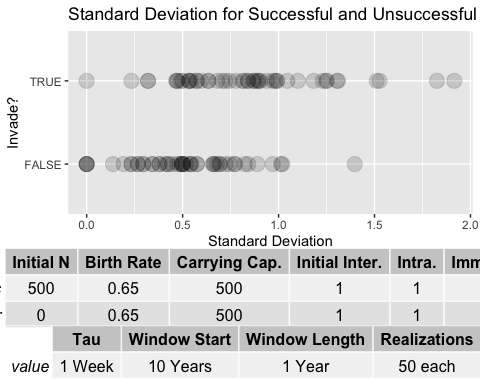 Standard Deviation for Successful and Unsuccessful
Invade?
TRUE
FALSE
0.0 0.5 1.0 1.5 2.0
Standard Deviation
Initial N Birth Rate Carrying Cap. Initial Inter. Intra. Imm
500 0.65 500 1 1
0 0.65 500 1 1
Tau Window Start Window Length Realizations
value 1 Week 10 Years 1 Year 50 each